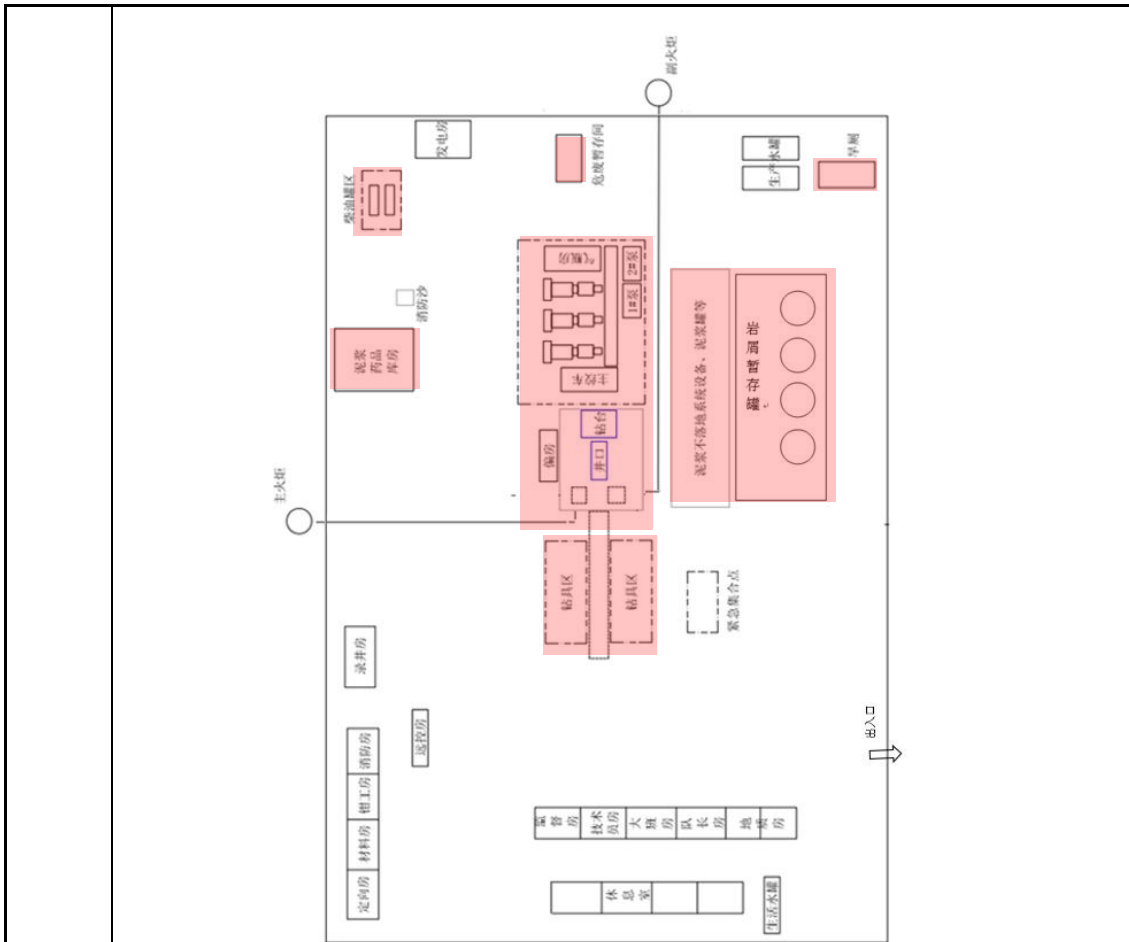 副火炬
发电房
危废暂存间
生产水罐
旱厕
柴油罐区
消防沙
泥浆
药品
库房
气瓶房
2#泵
1#泵
主绞车
泥浆不落地系统设备、泥浆罐等
岩屑暂存罐
钻台
井口
偏房
主火炬
钻具区
钻具区
紧急集合点
录井房
远控房
消防房
钳工房
材料房
定向房
出入口
监督房
技术员房
大班房
队长房
地质房
休息室
生活水罐